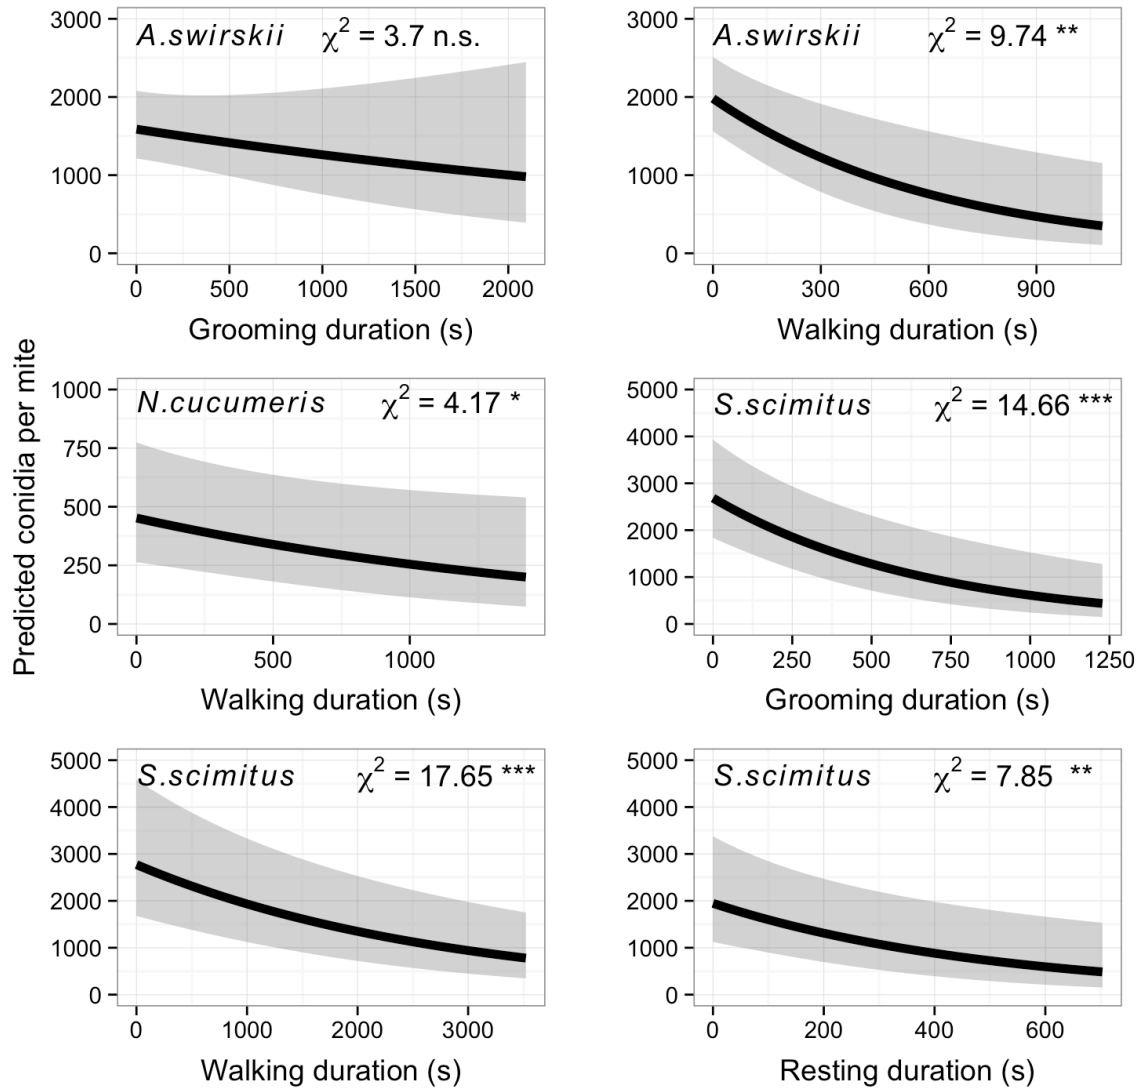 Predicted conidia per mite
A.swirskii χ² = 3.7 n.s.
3000
2000
1000
0
0 500 1000 1500 2000
Grooming duration (s)
A.swirskii χ² = 9.74 **
3000
2000
1000
0
0 300 600 900
Walking duration (s)
N.cucumeris χ² = 4.17 *
1000
750
500
250
0
0 500 1000
Walking duration (s)
S.scimitus χ² = 14.66 ***
5000
4000
3000
2000
1000
0
0 250 500 750 1000 1250
Grooming duration (s)
S.scimitus χ² = 17.65 ***
5000
4000
3000
2000
1000
0
0 1000 2000 3000
Walking duration (s)
S.scimitus χ² = 7.85 **
5000
4000
3000
2000
1000
0
0 200 400 600
Resting duration (s)